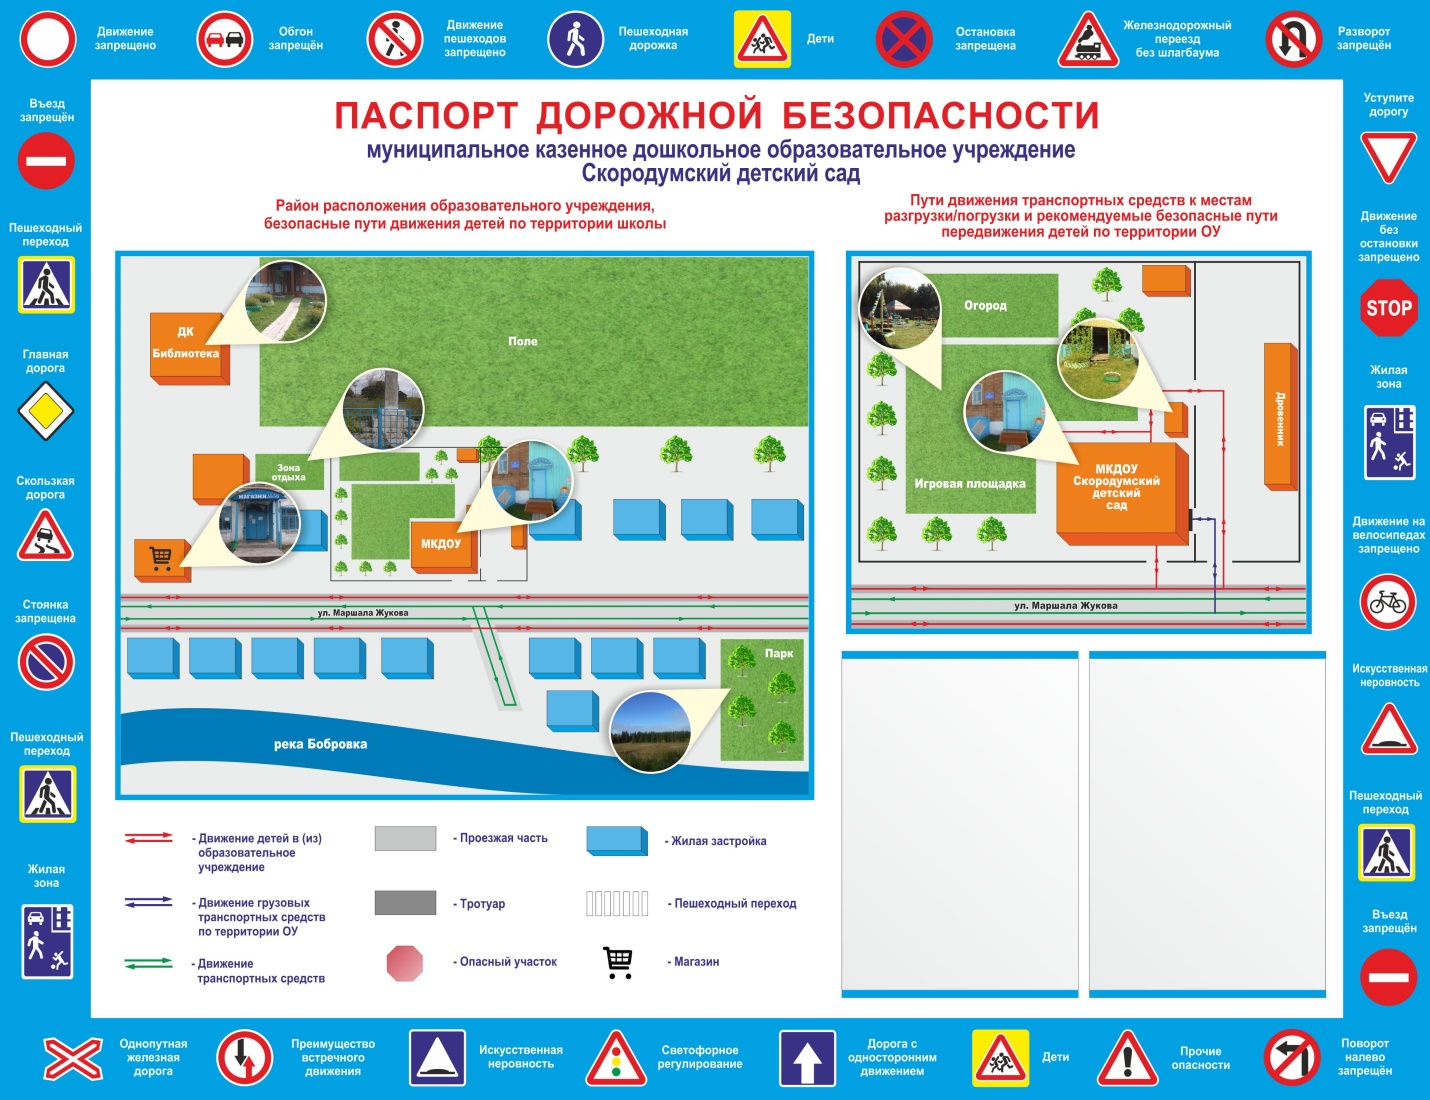 Движение
запрещено
Обгон
запрещён
Движение
пешеходов
запрещено
Пешеходная
дорожка
Дети
Остановка
запрещена
Железнодорожный
переезд
без шлагбаума
Разворот
запрещён
Въезд
запрещён
Пешеходный
переход
Главная
дорога
Скользкая
дорога
Стоянка
запрещена
Пешеходный
переход
Жилая
зона
ПАСПОРТ ДОРОЖНОЙ БЕЗОПАСНОСТИ
муниципальное казенное дошкольное образовательное учреждение
Скородумский детский сад
Район расположения образовательного учреждения,
безопасные пути движения детей по территории школы
ДК
Библиотека
Поле
Зона
отдыха
МАГАЗИН
МКДОУ
ул. Маршала Жукова
Парк
река Бобровка
Пути движения транспортных средств к местам
разгрузки/погрузки и рекомендуемые безопасные пути
передвижения детей по территории ОУ
Огород
Игровая площадка
МКДОУ
Скородумский
детский
сад
Дровенник
ул. Маршала Жукова
- Движение детей в (из)
образовательное
учреждение
- Движение грузовых
транспортных средств
по территории ОУ
- Движение
транспортных средств
- Проезжая часть
- Тротуар
- Опасный участок
- Жилая застройка
- Пешеходный переход
- Магазин
Уступите
дорогу
Движение
без
остановки
запрещено
STOP
Жилая
зона
Движение на
велосипедах
запрещено
Искусственная
неровность
Пешеходный
переход
Въезд
запрещён
Однопутная
железная
дорога
Преимущество
встречного
движения
Искусственная
неровность
Светофорное
регулирование
Дорога с
односторонним
движением
Дети
Прочие
опасности
Поворот
налево
запрещён